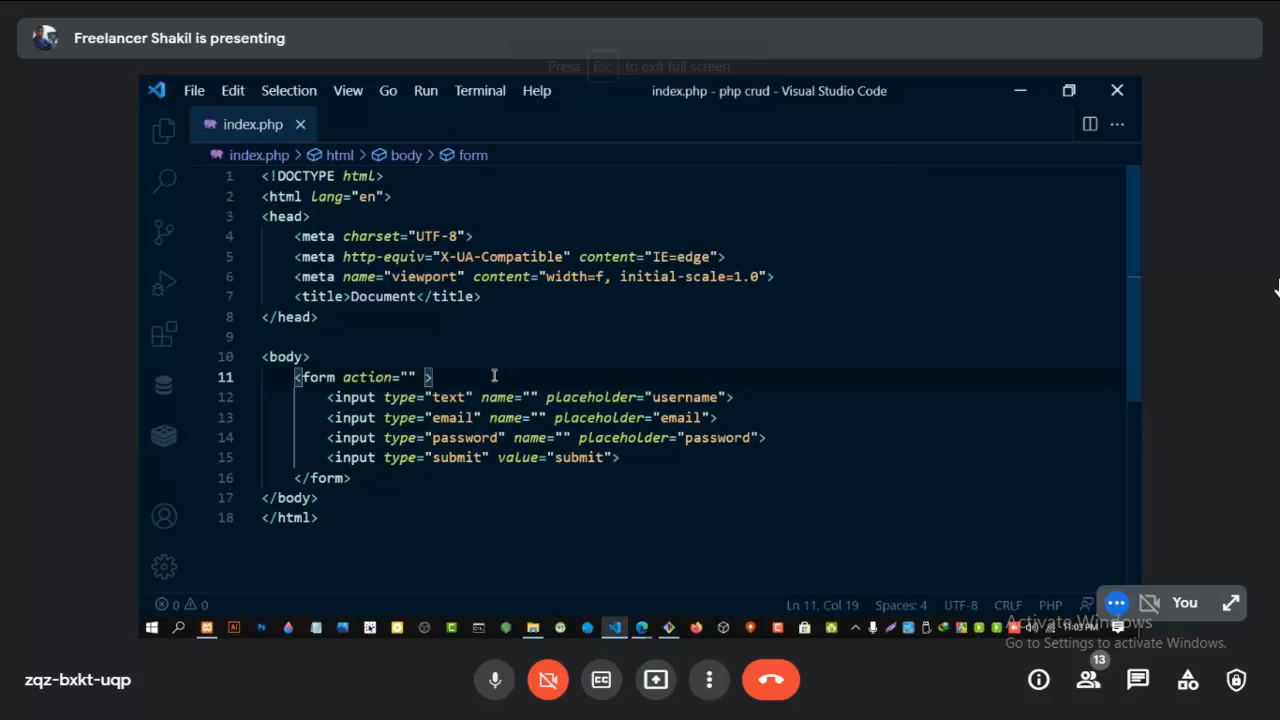 Freelancer Shakil is presenting
Press Esc to exit full screen
File Edit Selection View Go Run Terminal Help index.php - php crud - Visual Studio Code
index.php
index.php > html > body > form
1 <!DOCTYPE html>
2 <html lang="en">
3 <head>
4 <meta charset="UTF-8">
5 <meta http-equiv="X-UA-Compatible" content="IE=edge">
6 <meta name="viewport" content="width=f, initial-scale=1.0">
7 <title>Document</title>
8 </head>
9
10 <body>
11 <form action="" >
12 <input type="text" name="" placeholder="username">
13 <input type="email" name="" placeholder="email">
14 <input type="password" name="" placeholder="password">
15 <input type="submit" value="submit">
16 </form>
17 </body>
18 </html>
0 0 Ln 11, Col 19 Spaces: 4 UTF-8 CRLF PHP
You
11:03 PM
Activate Windows
Go to Settings to activate Windows.
zqz-bxkt-uqp
13